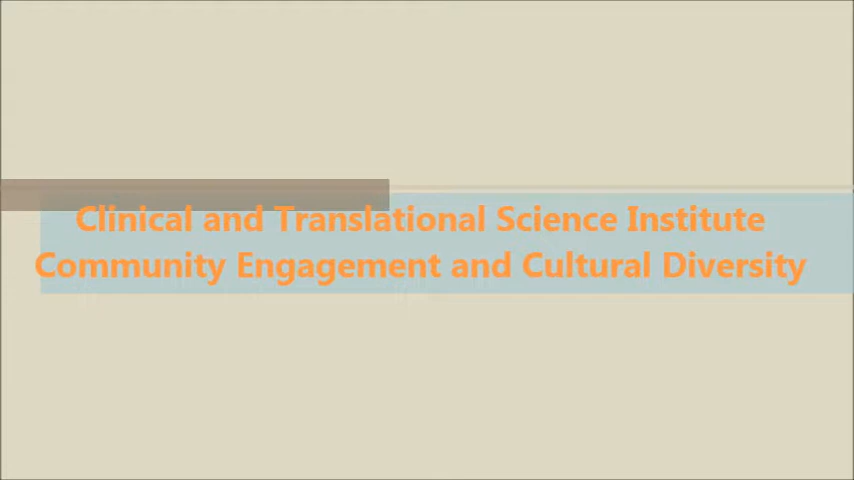 Clinical and Translational Science Institute
Community Engagement and Cultural Diversity